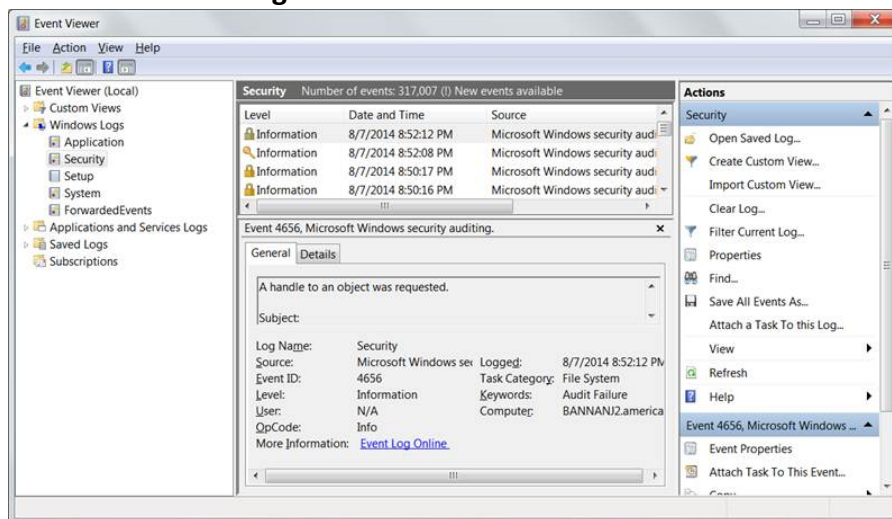 Event Viewer
File Action View Help
Event Viewer (Local)
Custom Views
Windows Logs
Application
Security
Setup
System
ForwardedEvents
Applications and Services Logs
Saved Logs
Subscriptions
Security Number of events: 317,007 (!) New events available
Level Date and Time Source
Information 8/7/2014 8:52:12 PM Microsoft Windows security audi
Information 8/7/2014 8:52:08 PM Microsoft Windows security audi
Information 8/7/2014 8:50:17 PM Microsoft Windows security audi
Information 8/7/2014 8:50:16 PM Microsoft Windows security audi
Event 4656, Microsoft Windows security auditing.
General Details
A handle to an object was requested.
Subject:
Log Name: Security
Source: Microsoft Windows sec Logged: 8/7/2014 8:52:12 PM
Event ID: 4656 Task Category: File System
Level: Information Keywords: Audit Failure
User: N/A Computer: BANNANJ2.america
OpCode: Info
More Information: Event Log Online
Actions
Security
Open Saved Log...
Create Custom View...
Import Custom View...
Clear Log...
Filter Current Log...
Properties
Find...
Save All Events As...
Attach a Task To this Log...
View
Refresh
Help
Event 4656, Microsoft Windows ...
Event Properties
Attach Task To This Event...